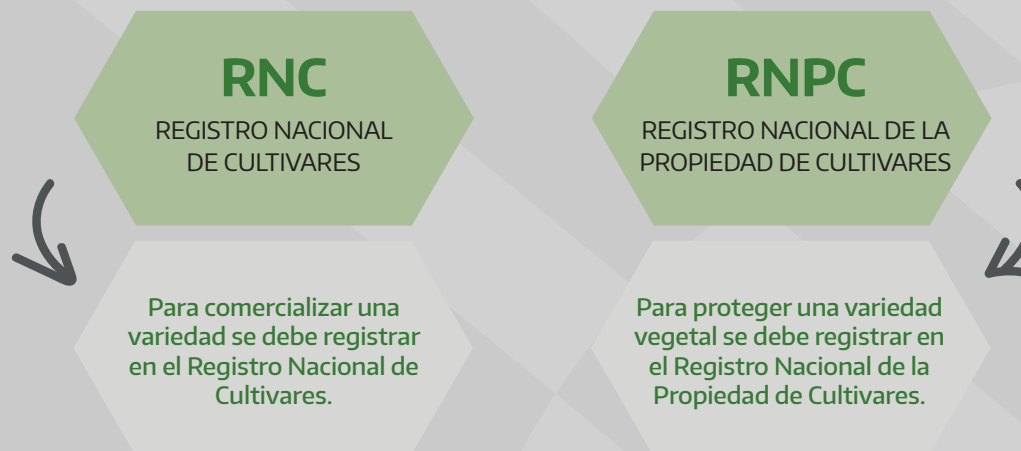 RNC
REGISTRO NACIONAL
DE CULTIVARES
Para comercializar una
variedad se debe registrar
en el Registro Nacional de
Cultivares.
RNPC
REGISTRO NACIONAL DE LA
PROPIEDAD DE CULTIVARES
Para proteger una variedad
vegetal se debe registrar en
el Registro Nacional de la
Propiedad de Cultivares.